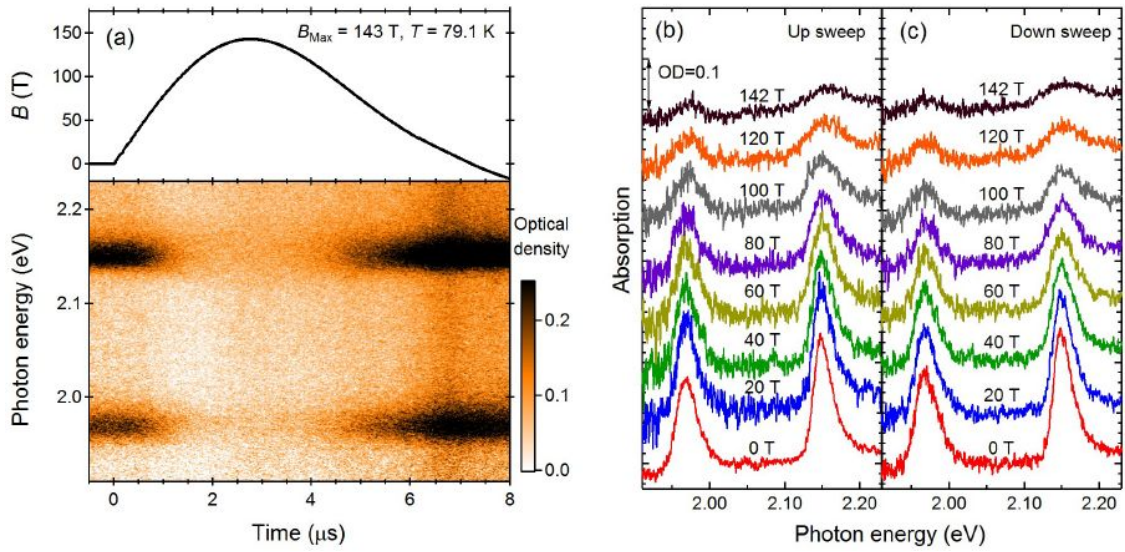 (a)
B_Max = 143 T, T = 79.1 K
150
100
50
0
B (T)
2.2
2.1
2.0
Photon energy (eV)
Optical
density
0.2
0.1
0.0
0
2
4
6
8
Time (μs)
(b)
Up sweep
OD=0.1
142 T
120 T
100 T
80 T
60 T
40 T
20 T
0 T
Absorption
2.00
2.10
2.20
(c)
Down sweep
142 T
120 T
100 T
80 T
60 T
40 T
20 T
0 T
2.00
2.10
2.20
Photon energy (eV)